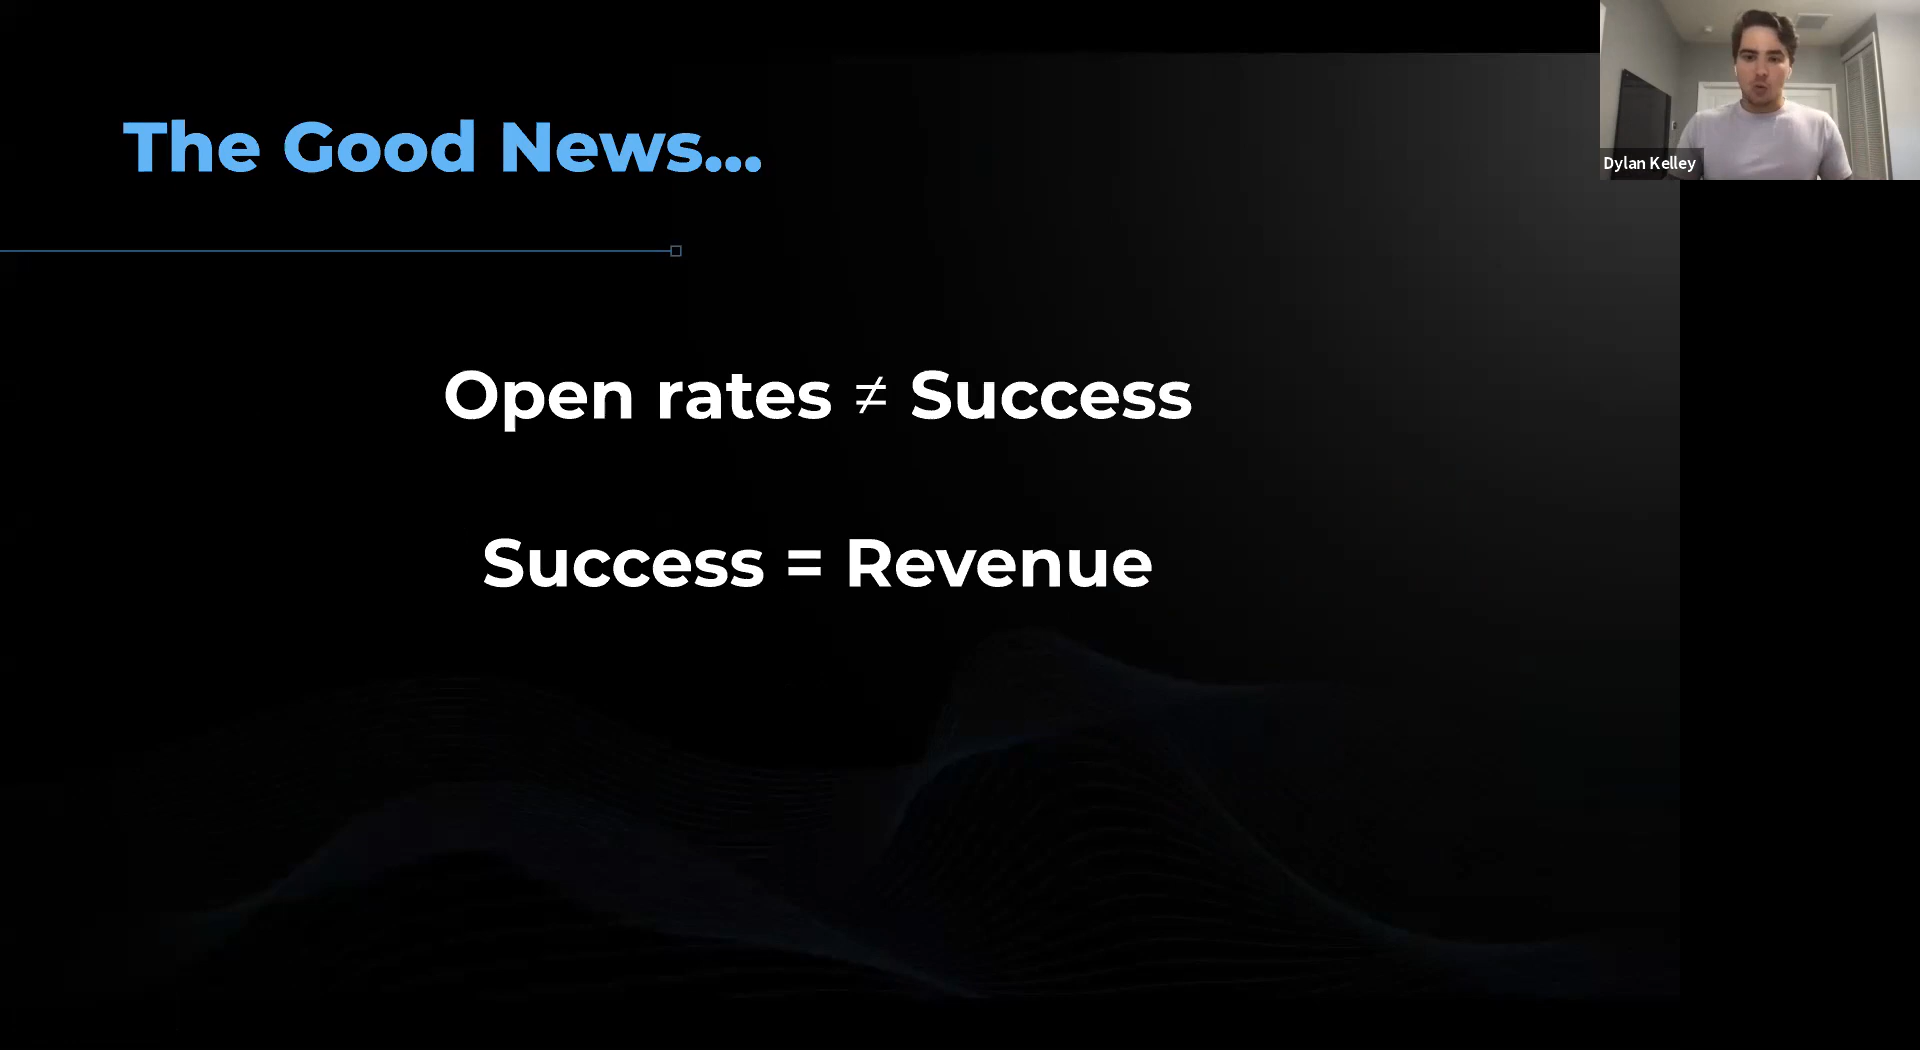 The Good News...
Open rates ≠ Success
Success = Revenue
Dylan Kelley